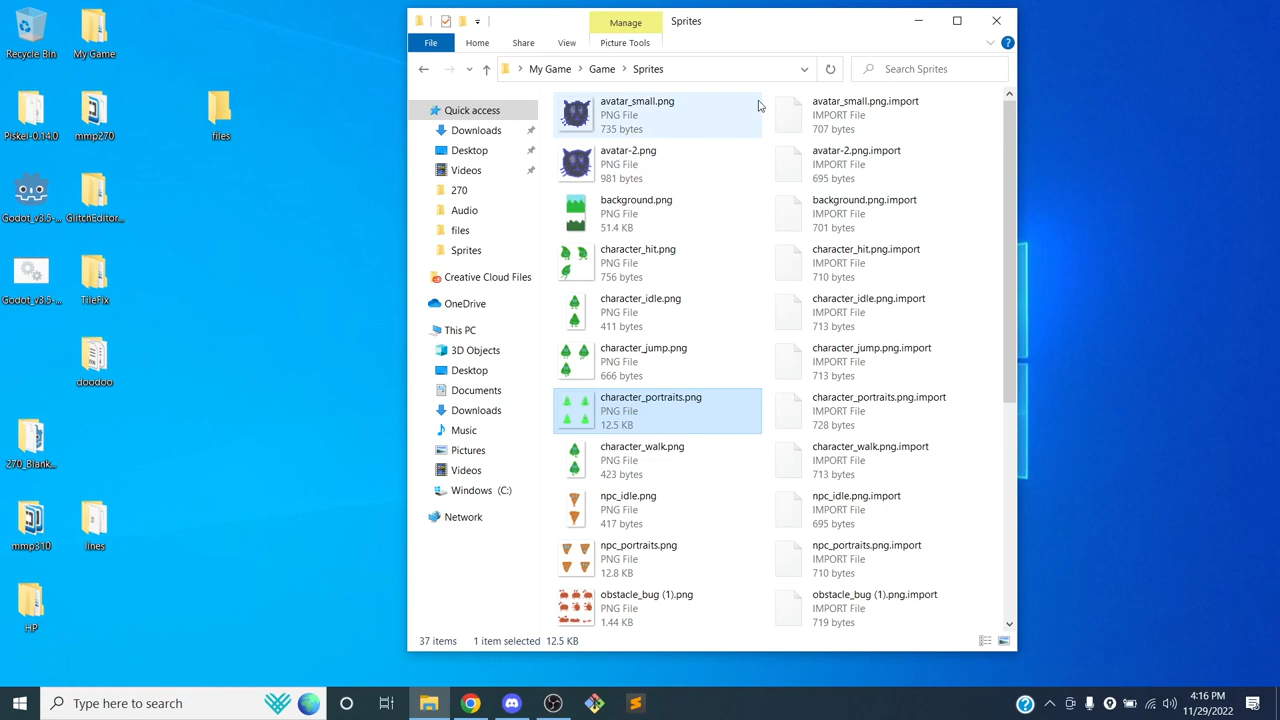 Recycle Bin
My Game
Piskel-0.14.0
mmp270
files
Godot_v3.5-...
GlitchEditor...
Godot_v3.5-...
TileFix
doodoo
270_Blank...
mmp310
lines
HP
Manage
Sprites
File
Home
Share
View
Picture Tools
My Game > Game > Sprites
Search Sprites
Quick access
Downloads
Desktop
Videos
270
Audio
files
Sprites
Creative Cloud Files
OneDrive
This PC
3D Objects
Desktop
Documents
Downloads
Music
Pictures
Videos
Windows (C:)
Network
avatar_small.png
PNG File
735 bytes
avatar_small.png.import
IMPORT File
707 bytes
avatar-2.png
PNG File
981 bytes
avatar-2.png.import
IMPORT File
695 bytes
background.png
PNG File
51.4 KB
background.png.import
IMPORT File
701 bytes
character_hit.png
PNG File
756 bytes
character_hit.png.import
IMPORT File
710 bytes
character_idle.png
PNG File
411 bytes
character_idle.png.import
IMPORT File
713 bytes
character_jump.png
PNG File
666 bytes
character_jump.png.import
IMPORT File
713 bytes
character_portraits.png
PNG File
12.5 KB
character_portraits.png.import
IMPORT File
728 bytes
character_walk.png
PNG File
423 bytes
character_walk.png.import
IMPORT File
713 bytes
npc_idle.png
PNG File
417 bytes
npc_idle.png.import
IMPORT File
695 bytes
npc_portraits.png
PNG File
12.8 KB
npc_portraits.png.import
IMPORT File
710 bytes
obstacle_bug (1).png
PNG File
1.44 KB
obstacle_bug (1).png.import
IMPORT File
719 bytes
37 items
1 item selected 12.5 KB
Type here to search
4:16 PM
11/29/2022